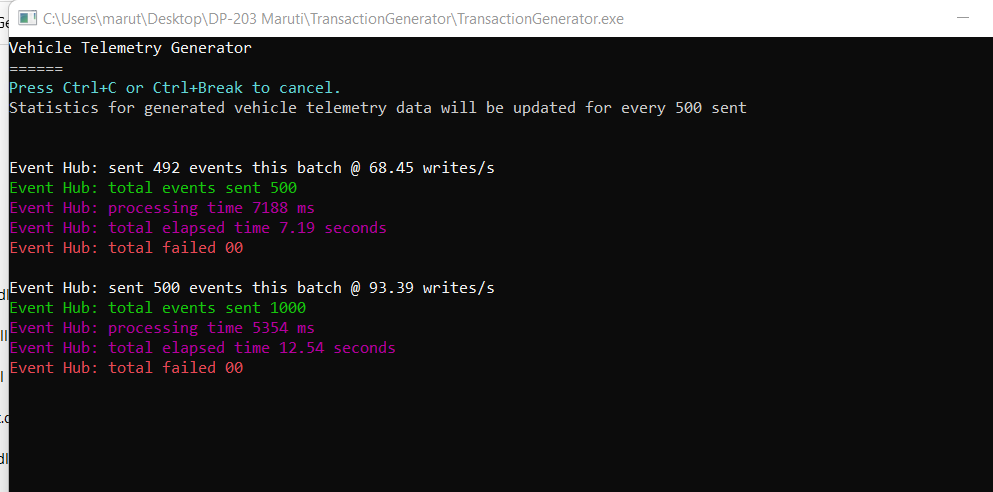 C:\Users\marut\Desktop\DP-203 Maruti\TransactionGenerator\TransactionGenerator.exe
Vehicle Telemetry Generator
======
Press Ctrl+C or Ctrl+Break to cancel.
Statistics for generated vehicle telemetry data will be updated for every 500 sent
Event Hub: sent 492 events this batch @ 68.45 writes/s
Event Hub: total events sent 500
Event Hub: processing time 7188 ms
Event Hub: total elapsed time 7.19 seconds
Event Hub: total failed 00
Event Hub: sent 500 events this batch @ 93.39 writes/s
Event Hub: total events sent 1000
Event Hub: processing time 5354 ms
Event Hub: total elapsed time 12.54 seconds
Event Hub: total failed 00